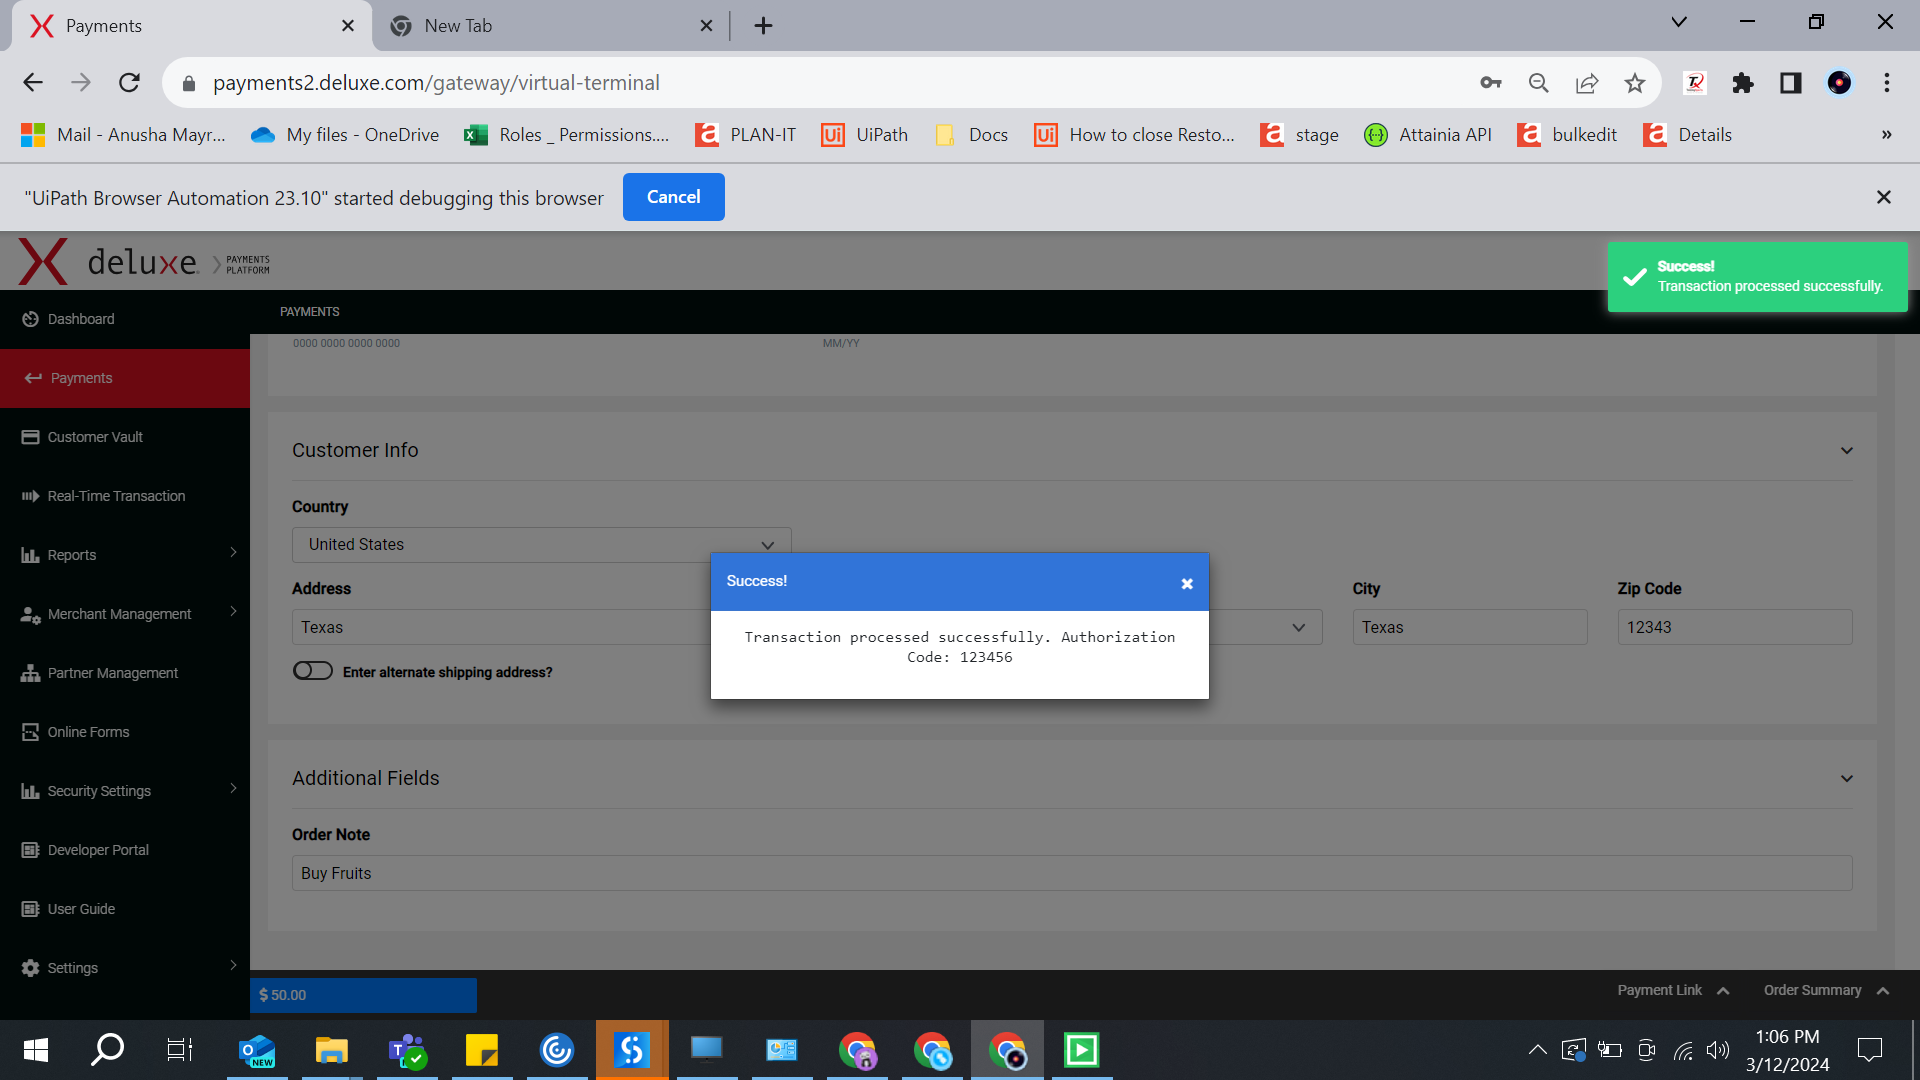 Payments
New Tab
payments2.deluxe.com/gateway/virtual-terminal
Mail - Anusha Mayr...
My files - OneDrive
Roles _ Permissions....
PLAN-IT
UiPath
Docs
How to close Resto...
stage
Attainia API
bulkedit
Details
»
"UiPath Browser Automation 23.10" started debugging this browser
Cancel
deluxe
PAYMENTS
PLATFORM
Success!
Transaction processed successfully.
Dashboard
PAYMENTS
0000 0000 0000 0000
MM/YY
Payments
Customer Vault
Real-Time Transaction
Reports
Merchant Management
Partner Management
Online Forms
Security Settings
Developer Portal
User Guide
Settings
Customer Info
Country
United States
Address
City
Zip Code
Texas
Texas
12343
Enter alternate shipping address?
Success!
Transaction processed successfully. Authorization
Code: 123456
Additional Fields
Order Note
Buy Fruits
$ 50.00
Payment Link
Order Summary
NEW
1:06 PM
3/12/2024